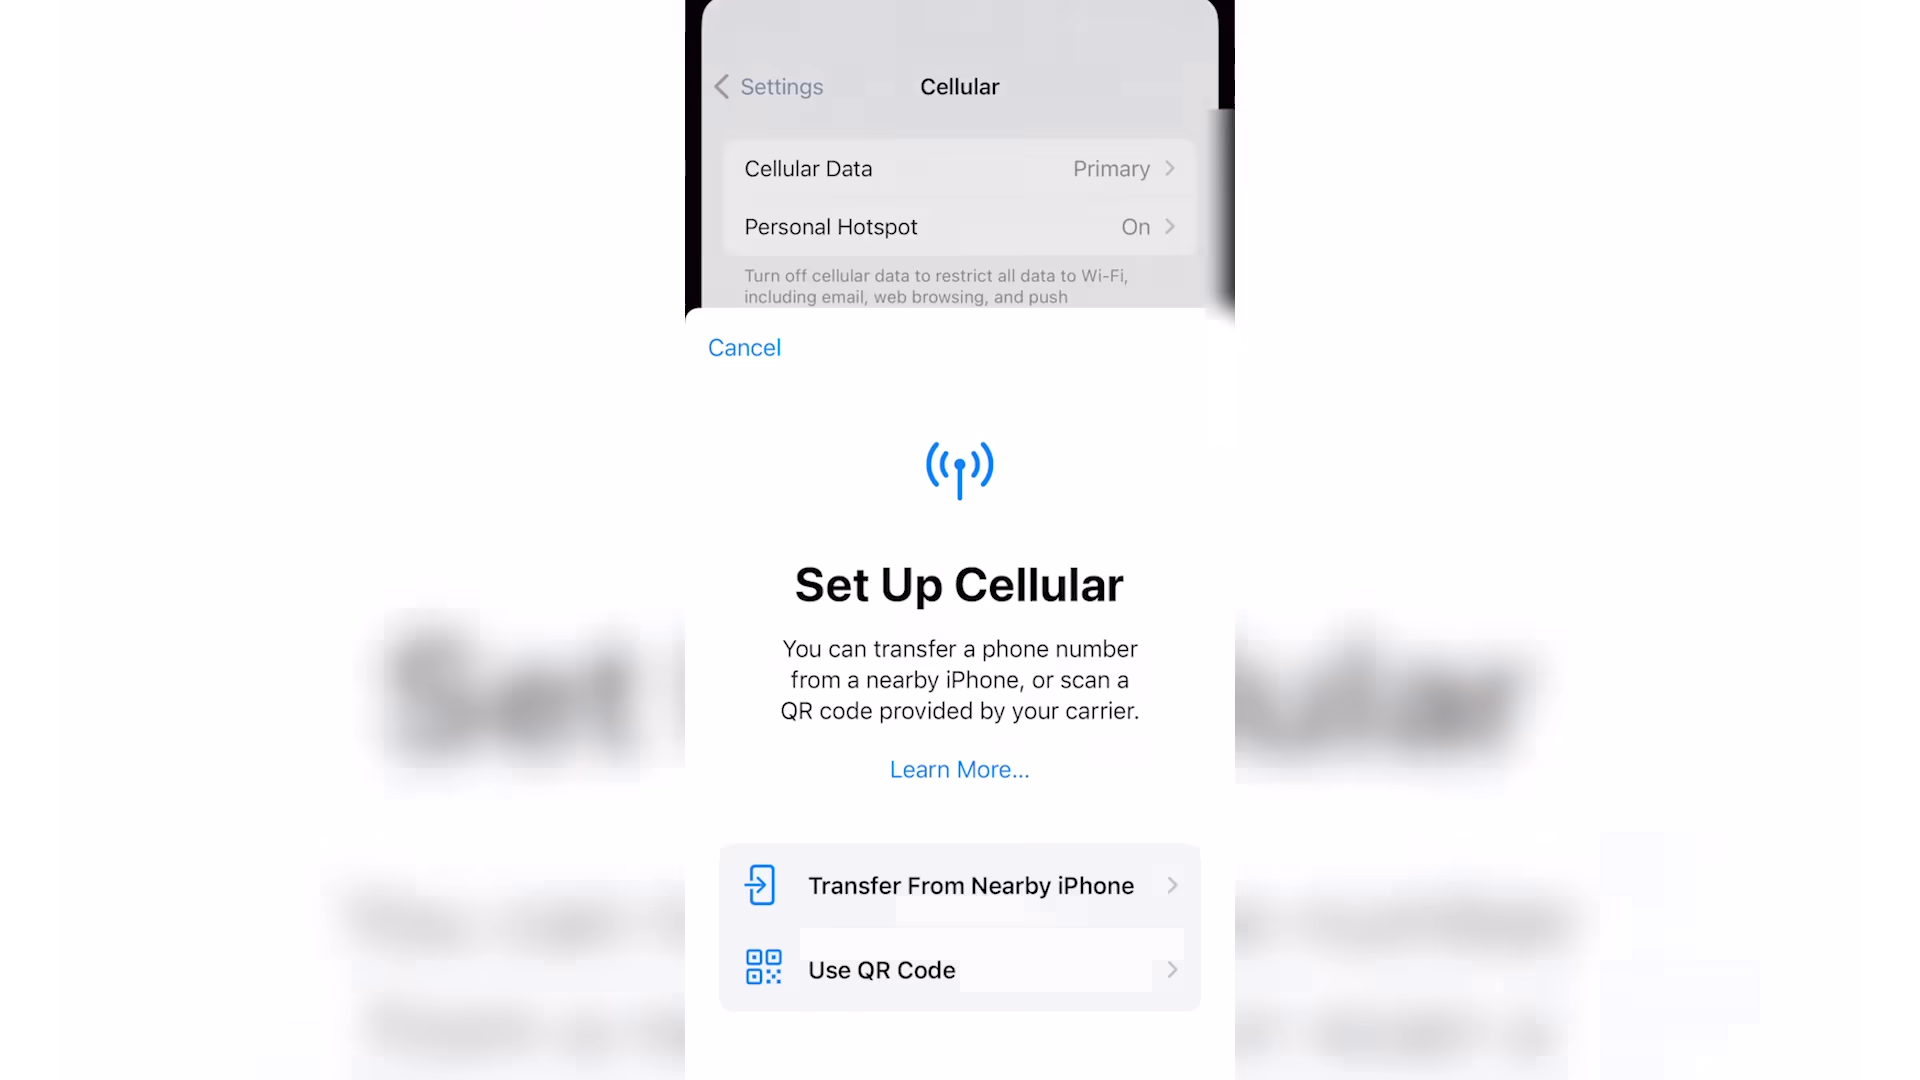 Settings
Cellular
Cellular Data
Primary
Personal Hotspot
On
Turn off cellular data to restrict all data to Wi-Fi,
including email, web browsing, and push
Cancel
Set Up Cellular
You can transfer a phone number
from a nearby iPhone, or scan a
QR code provided by your carrier.
Learn More...
Transfer From Nearby iPhone
Use QR Code